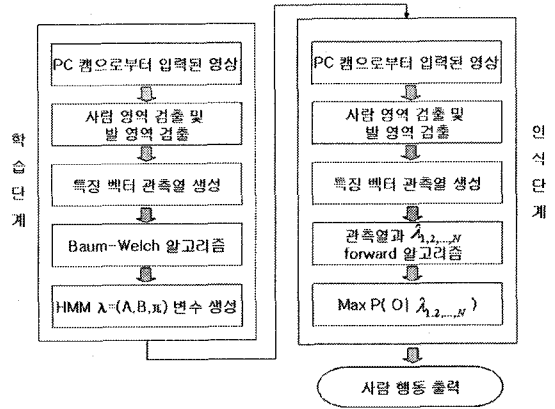 학습단계
PC 캠으로부터 입력된 영상
사람 영역 검출 및
발 영역 검출
특징 벡터 관측열 생성
Baum-Welch 알고리즘
HMM λ=(A,B,π) 변수 생성
인식단계
PC 캠으로부터 입력된 영상
사람 영역 검출 및
발 영역 검출
특징 벡터 관측열 생성
관측열과 λ̂1,2,...,N
forward 알고리즘
Max P( O| λ̂1,2,...,N )
사람 행동 출력